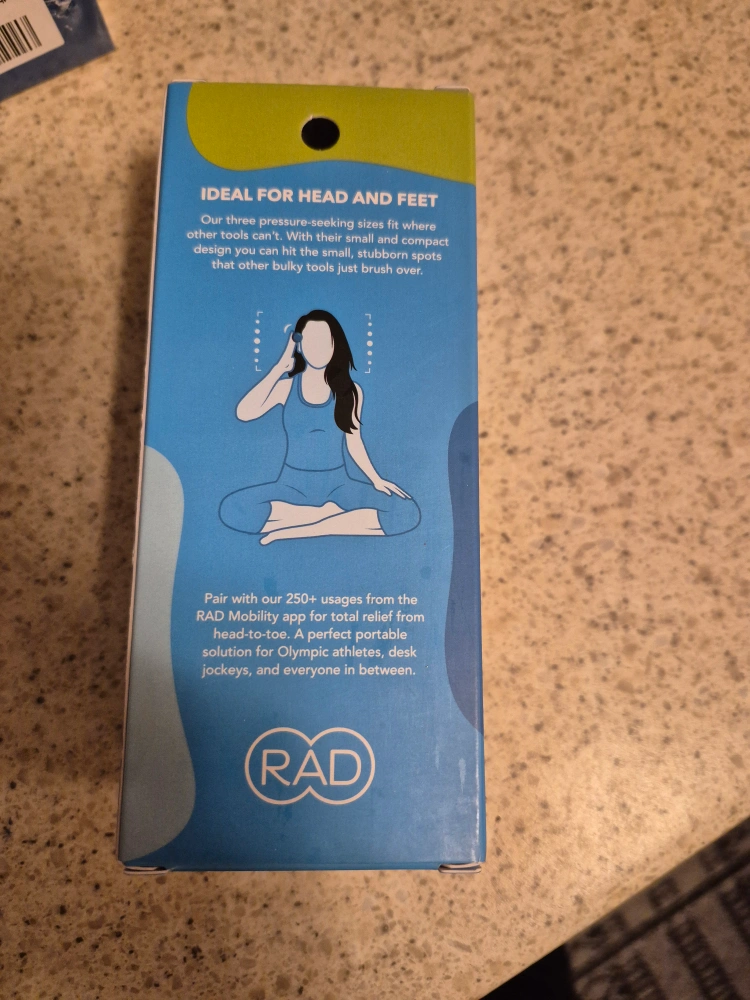 IDEAL FOR HEAD AND FEET
Our three pressure-seeking sizes fit where
other tools can't. With their small and compact
design you can hit the small, stubborn spots
that other bulky tools just brush over.
Pair with our 250+ usages from the
RAD Mobility app for total relief from
head-to-toe. A perfect portable
solution for Olympic athletes, desk
jockeys, and everyone in between.
RAD